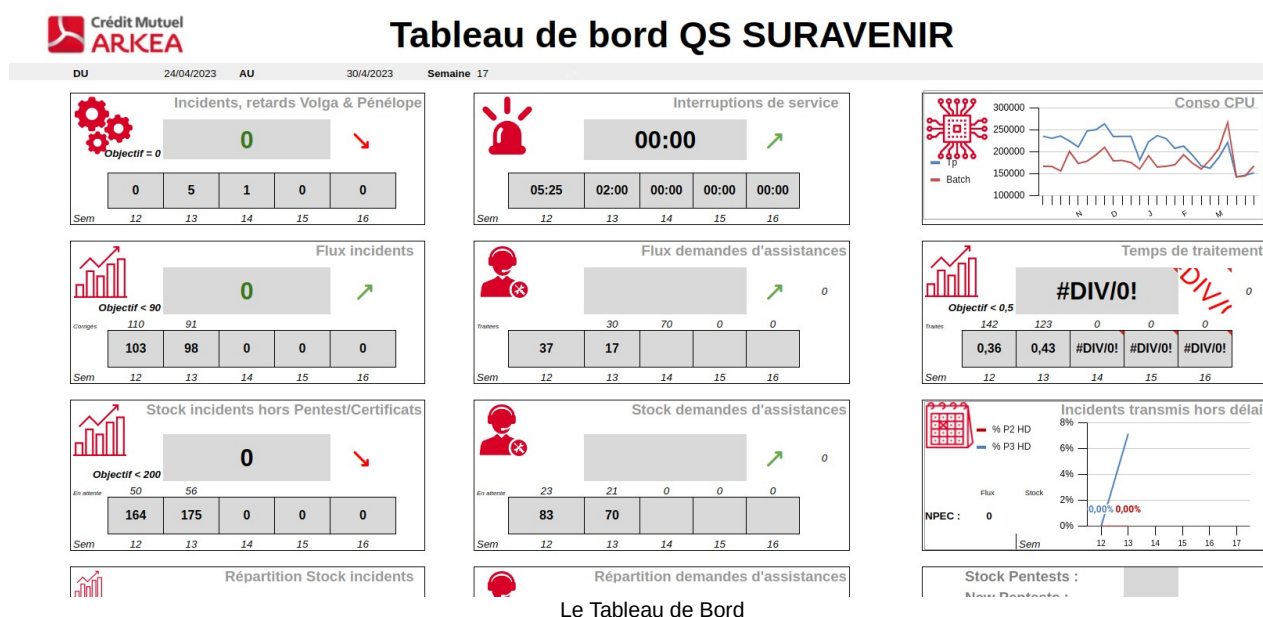 Crédit Mutuel
ARKEA
Tableau de bord QS SURAVENIR
DU 24/04/2023 AU 30/4/2023 Semaine 17
Incidents, retards Volga & Pénélope
0
Objectif = 0
0 5 1 0 0
Sem 12 13 14 15 16
Interruptions de service
00:00
05:25 02:00 00:00 00:00 00:00
Sem 12 13 14 15 16
Conso CPU
300000
250000
200000
150000
100000
Tp
Batch
N D J F M
Flux incidents
0
Objectif < 90
Corrigés 110 91
103 98 0 0 0
Sem 12 13 14 15 16
Flux demandes d'assistances
0
Traitées 30 70 0 0
37 17
Sem 12 13 14 15 16
Temps de traitement
#DIV/0! #DIV/0 0
Objectif < 0,5
Traités 142 123 0 0 0
0,36 0,43 #DIV/0! #DIV/0! #DIV/0!
Sem 12 13 14 15 16
Stock incidents hors Pentest/Certificats
0
Objectif < 200
En attente 50 56
164 175 0 0 0
Sem 12 13 14 15 16
Stock demandes d'assistances
0
En attente 23 21 0 0 0
83 70
Sem 12 13 14 15 16
Incidents transmis hors délai
% P2 HD
% P3 HD
8%
6%
4%
2%
0%
0,00% 0,00%
Flux Stock
NPEC : 0
Sem 12 13 14 15 16 17
Répartition Stock incidents
Répartition demandes d'assistances
Stock Pentests :
New Pentests :
Le Tableau de Bord